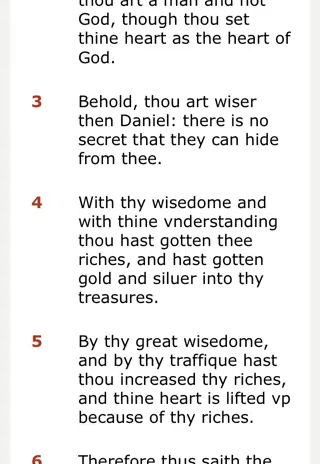 thou art a man and not
God, though thou set
thine heart as the heart of
God.
3 Behold, thou art wiser
then Daniel: there is no
secret that they can hide
from thee.
4 With thy wisedome and
with thine vnderstanding
thou hast gotten thee
riches, and hast gotten
gold and siluer into thy
treasures.
5 By thy great wisedome,
and by thy traffique hast
thou increased thy riches,
and thine heart is lifted vp
because of thy riches.
6 Therefore thus saith the